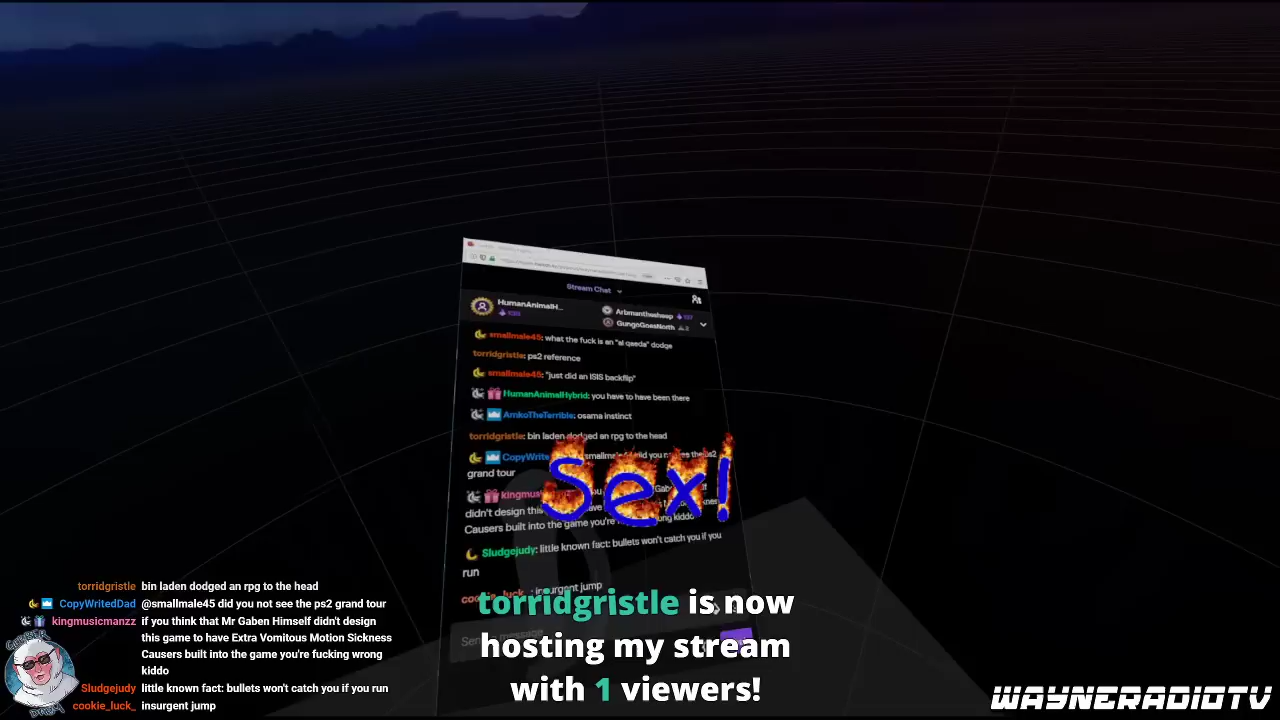 Stream Chat
HumanAnimalH...
Arbmanthesheep 107
GungoGoesNorth 3
smallmale45: what the fuck is an "al qaeda" dodge
torridgristle: ps2 reference
smallmale45: "just did an ISIS backflip"
HumanAnimalHybrid: you have to have been there
AmkoTheTerrible: osama instinct
torridgristle: bin laden dodged an rpg to the head
CopyWrite
grand tour
kingmus
didn't design this
Causers built into the game you're
Sludgejudy: little known fact: bullets won't catch you if you
run
cookie_luck_: insurgent jump
Sex!
torridgristle is now
hosting my stream
with 1 viewers!
torridgristle bin laden dodged an rpg to the head
CopyWritedDad @smallmale45 did you not see the ps2 grand tour
kingmusicmanzz if you think that Mr Gaben Himself didn't design
this game to have Extra Vomitous Motion Sickness
Causers built into the game you're fucking wrong
kiddo
Sludgejudy little known fact: bullets won't catch you if you run
cookie_luck_ insurgent jump
WAYNERADIOTV